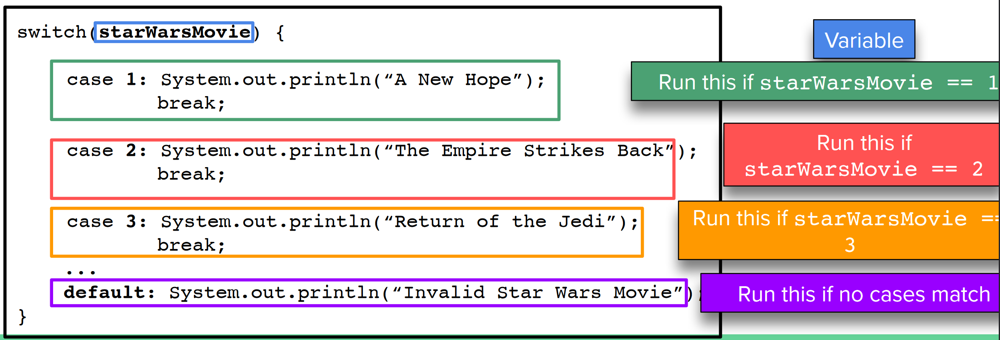 switch(starWarsMovie) {
Variable
case 1: System.out.println(“A New Hope”);
break;
Run this if starWarsMovie == 1
case 2: System.out.println(“The Empire Strikes Back”);
break;
Run this if
starWarsMovie == 2
case 3: System.out.println(“Return of the Jedi”);
break;
Run this if starWarsMovie ==
3
...
default: System.out.println(“Invalid Star Wars Movie”);
Run this if no cases match
}